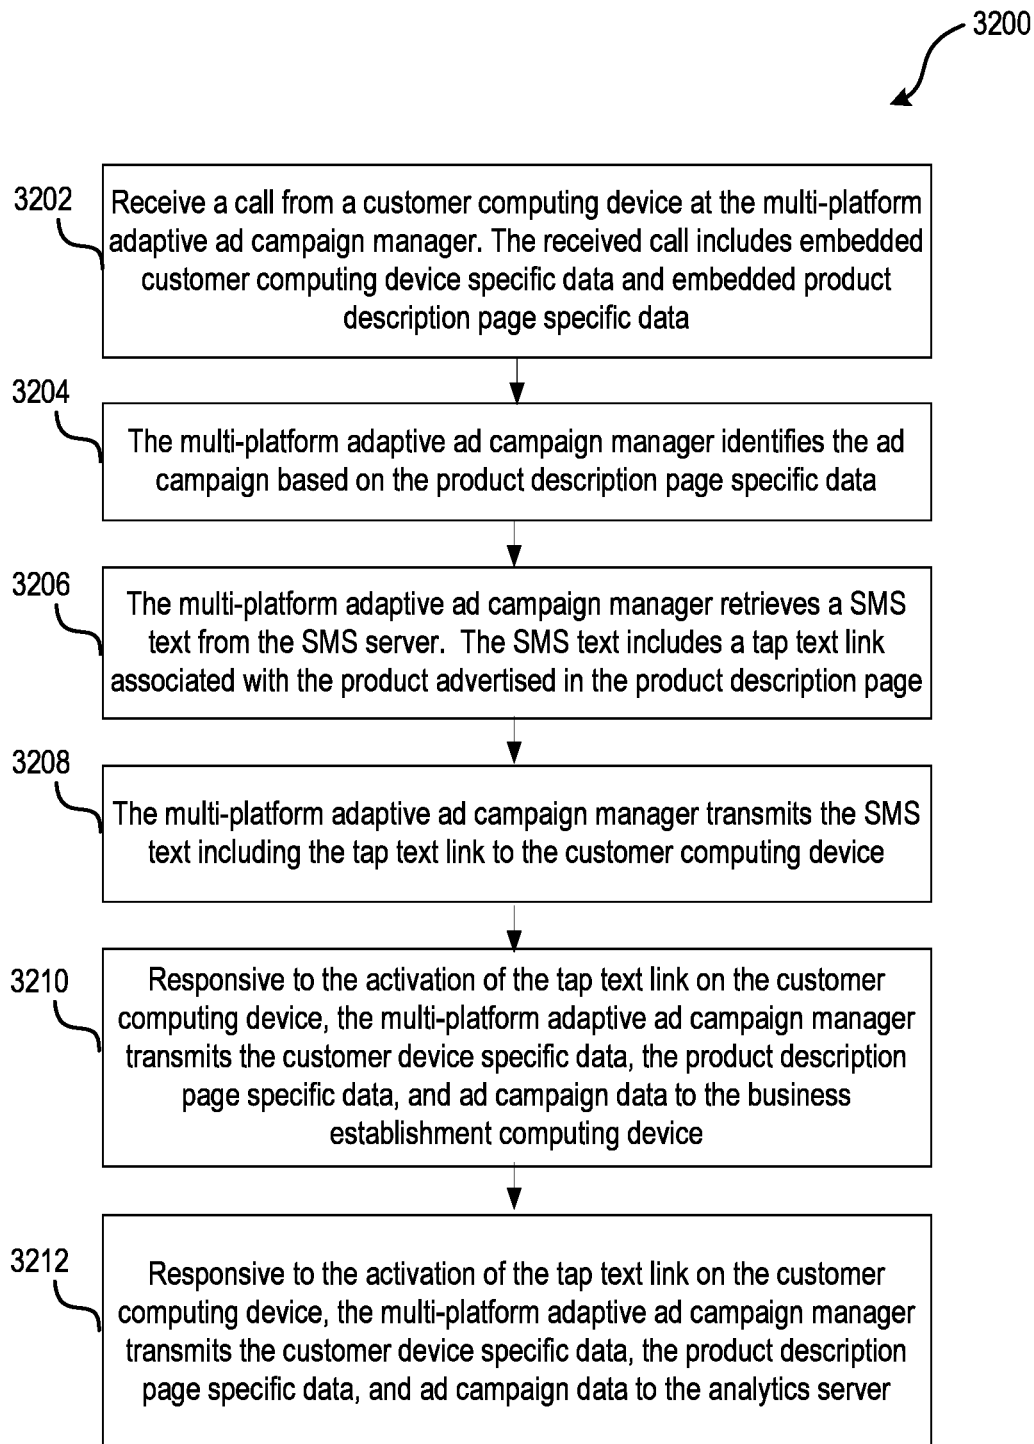 3200
3202
Receive a call from a customer computing device at the multi-platform
adaptive ad campaign manager. The received call includes embedded
customer computing device specific data and embedded product
description page specific data
3204
The multi-platform adaptive ad campaign manager identifies the ad
campaign based on the product description page specific data
3206
The multi-platform adaptive ad campaign manager retrieves a SMS
text from the SMS server. The SMS text includes a tap text link
associated with the product advertised in the product description page
3208
The multi-platform adaptive ad campaign manager transmits the SMS
text including the tap text link to the customer computing device
3210
Responsive to the activation of the tap text link on the customer
computing device, the multi-platform adaptive ad campaign manager
transmits the customer device specific data, the product description
page specific data, and ad campaign data to the business
establishment computing device
3212
Responsive to the activation of the tap text link on the customer
computing device, the multi-platform adaptive ad campaign manager
transmits the customer device specific data, the product description
page specific data, and ad campaign data to the analytics server